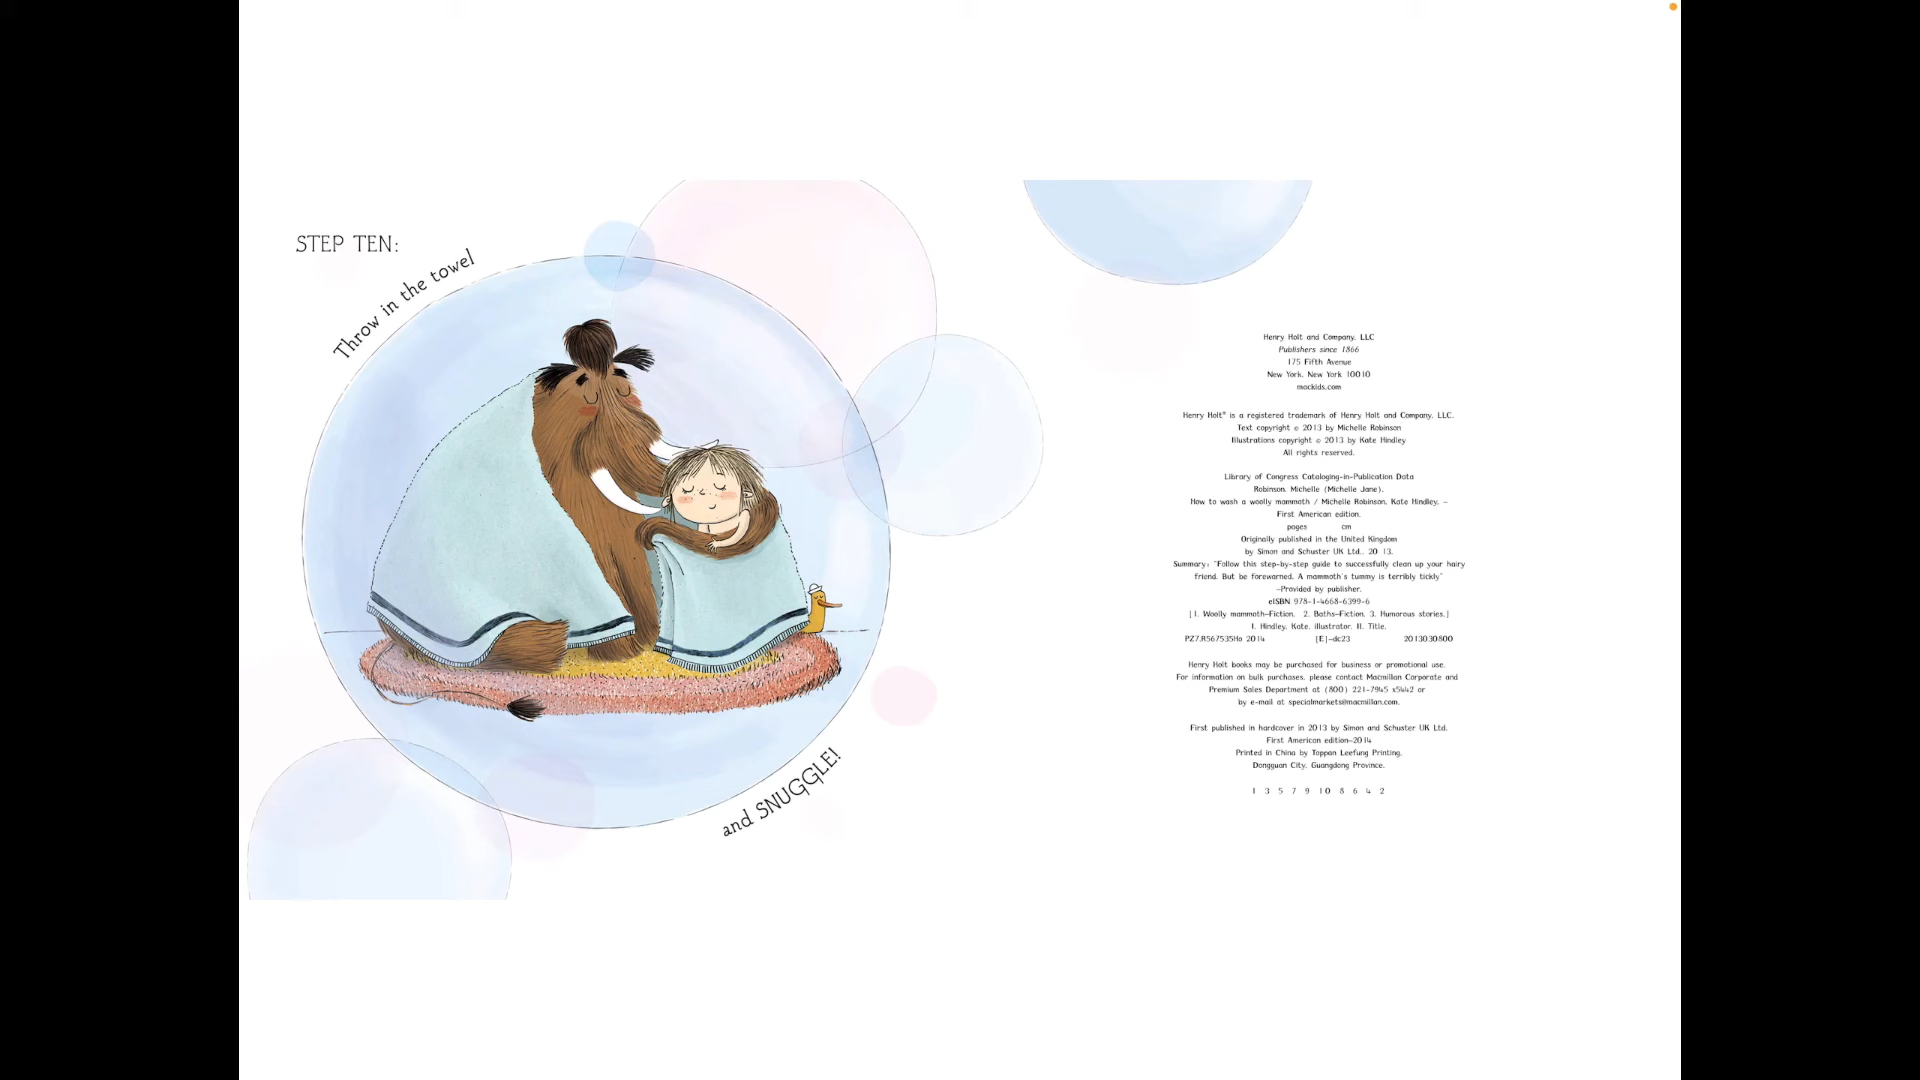 STEP TEN:
Throw in the towel
and SNUGGLE!
Henry Holt and Company, LLC
Publishers since 1866
175 Fifth Avenue
New York, New York 10010
mackids.com
Henry Holt® is a registered trademark of Henry Holt and Company, LLC.
Text copyright © 2013 by Michelle Robinson
Illustrations copyright © 2013 by Kate Hindley
All rights reserved.
Library of Congress Cataloging-in-Publication Data
Robinson, Michelle (Michelle Jane).
How to wash a woolly mammoth / Michelle Robinson, Kate Hindley. –
First American edition.
pages cm
Originally published in the United Kingdom
by Simon and Schuster UK Ltd., 20 13.
Summary: "Follow this step-by-step guide to successfully clean up your hairy
friend. But be forewarned. A mammoth's tummy is terribly tickly"
–Provided by publisher.
eISBN 978-1-4668-6399-6
[1. Woolly mammoth–Fiction. 2. Baths–Fiction. 3. Humorous stories.]
I. Hindley, Kate, illustrator. II. Title.
PZ7.R567535Ho 2014 [E]–dc23 2013030800
Henry Holt books may be purchased for business or promotional use.
For information on bulk purchases, please contact Macmillan Corporate and
Premium Sales Department at (800) 221-7945 x5442 or
by e-mail at specialmarkets@macmillan.com.
First published in hardcover in 2013 by Simon and Schuster UK Ltd.
First American edition–2014
Printed in China by Toppan Leefung Printing,
Dongguan City, Guangdong Province.
1 3 5 7 9 10 8 6 4 2